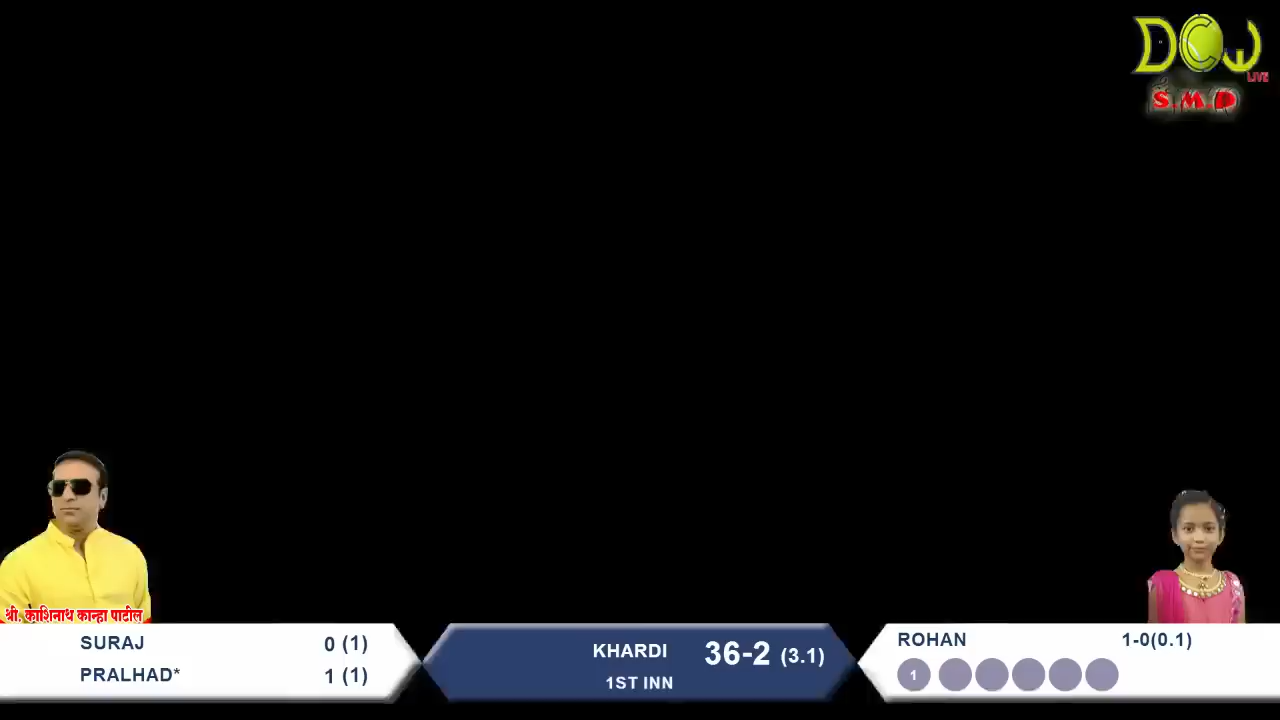 DCW
LIVE
S.M.D
श्री. काशिनाथ कान्हा पाटील
SURAJ 0 (1)
PRALHAD* 1 (1)
KHARDI 36-2 (3.1)
1ST INN
ROHAN 1-0(0.1)
1